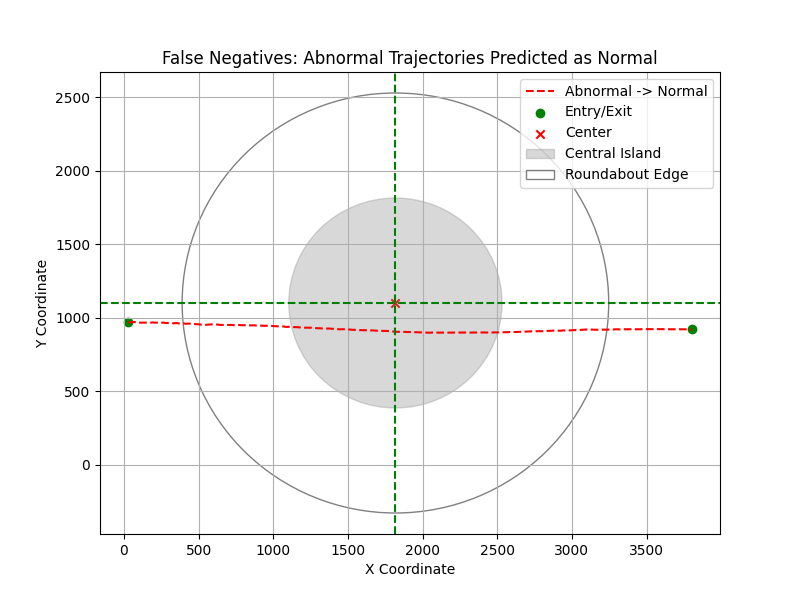 False Negatives: Abnormal Trajectories Predicted as Normal
Abnormal -> Normal
Entry/Exit
Center
Central Island
Roundabout Edge
Y Coordinate
2500
2000
1500
1000
500
0
0 500 1000 1500 2000 2500 3000 3500
X Coordinate